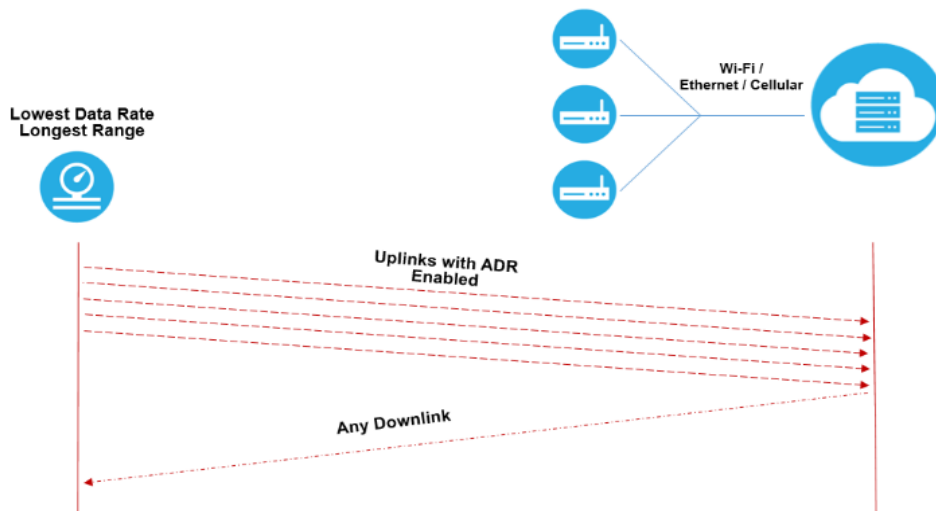 Wi-Fi /
Ethernet / Cellular
Lowest Data Rate
Longest Range
Uplinks with ADR
Enabled
Any Downlink